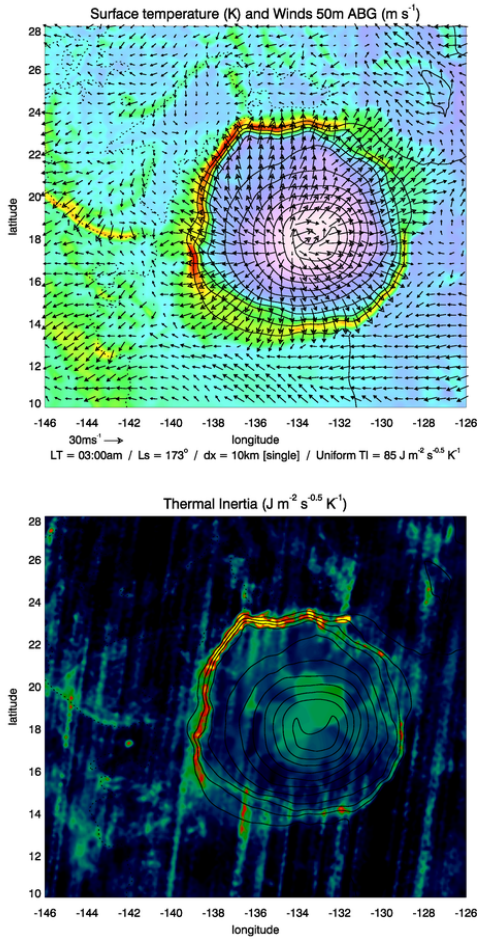 Surface temperature (K) and Winds 50m ABG (m s⁻¹)
28
26
24
22
20
18
16
14
12
10
latitude
-146 -144 -142 -140 -138 -136 -134 -132 -130 -128 -126
30ms⁻¹ longitude
LT = 03:00am / Ls = 173° / dx = 10km [single] / Uniform TI = 85 J m⁻² s⁻⁰·⁵ K⁻¹
Thermal Inertia (J m⁻² s⁻⁰·⁵ K⁻¹)
28
26
24
22
20
18
16
14
12
10
latitude
-146 -144 -142 -140 -138 -136 -134 -132 -130 -128 -126
longitude